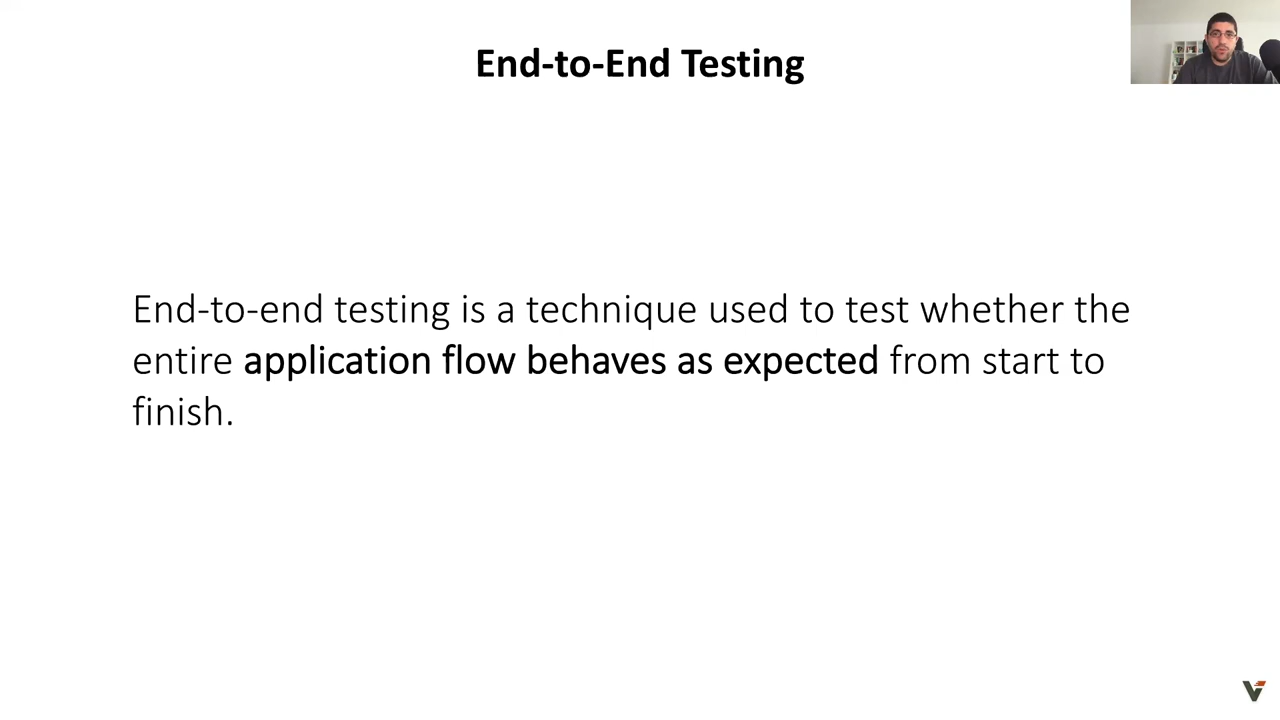 End-to-End Testing
End-to-end testing is a technique used to test whether the
entire application flow behaves as expected from start to
finish.